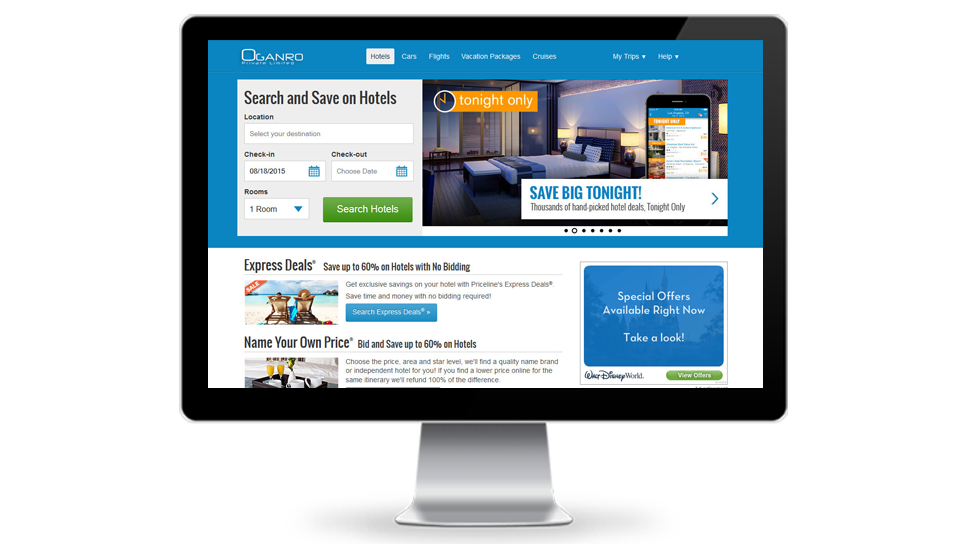 OGANRO
Private Limited
Hotels Cars Flights Vacation Packages Cruises My Trips Help
Search and Save on Hotels
Location
Select your destination
Check-in Check-out
08/18/2015 Choose Date
Rooms
1 Room Search Hotels
tonight only
TONIGHT ONLY
SAVE BIG TONIGHT!
Thousands of hand-picked hotel deals, Tonight Only
Express Deals® Save up to 60% on Hotels with No Bidding
SALE
Get exclusive savings on your hotel with Priceline's Express Deals®.
Save time and money with no bidding required!
Search Express Deals® »
Name Your Own Price® Bid and Save up to 60% on Hotels
Choose the price, area and star level, we'll find a quality name brand
or independent hotel for you! If you find a lower price online for the
same itinerary we'll refund 100% of the difference.
Special Offers
Available Right Now
Take a look!
Walt Disney World. View Offers